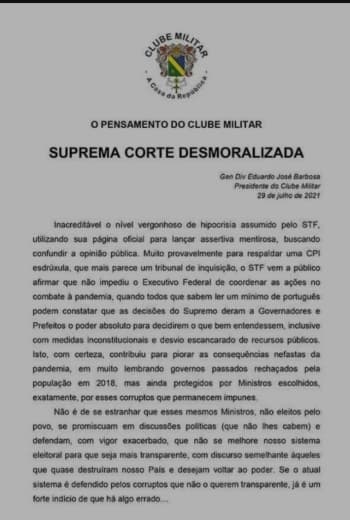 CLUBE MILITAR
A Casa da República
O PENSAMENTO DO CLUBE MILITAR
SUPREMA CORTE DESMORALIZADA
Gen Div Eduardo José Barbosa
Presidente do Clube Militar
29 de julho de 2021
Inacreditável o nível vergonhoso de hipocrisia assumido pelo STF,
utilizando sua página oficial para lançar assertiva mentirosa, buscando
confundir a opinião pública. Muito provavelmente para respaldar uma CPI
esdrúxula, que mais parece um tribunal de inquisição, o STF vem a público
afirmar que não impediu o Executivo Federal de coordenar as ações no
combate à pandemia, quando todos que sabem ler um mínimo de português
podem constatar que as decisões do Supremo deram a Governadores e
Prefeitos o poder absoluto para decidirem o que bem entendessem, inclusive
com medidas inconstitucionais e desvio escancarado de recursos públicos.
Isto, com certeza, contribuiu para piorar as consequências nefastas da
pandemia, em muito lembrando governos passados rechaçados pela
população em 2018, mas ainda protegidos por Ministros escolhidos,
exatamente, por esses corruptos que permanecem impunes.
Não é de se estranhar que esses mesmos Ministros, não eleitos pelo
povo, se promiscuam em discussões políticas (que não lhes cabem) e
defendam, com vigor exacerbado, que não se melhore nosso sistema
eleitoral para que seja mais transparente, com discurso semelhante àqueles
que quase destruíram nosso País e desejam voltar ao poder. Se o atual
sistema é defendido pelos corruptos que não o querem transparente, já é um
forte indício de que há algo errado....